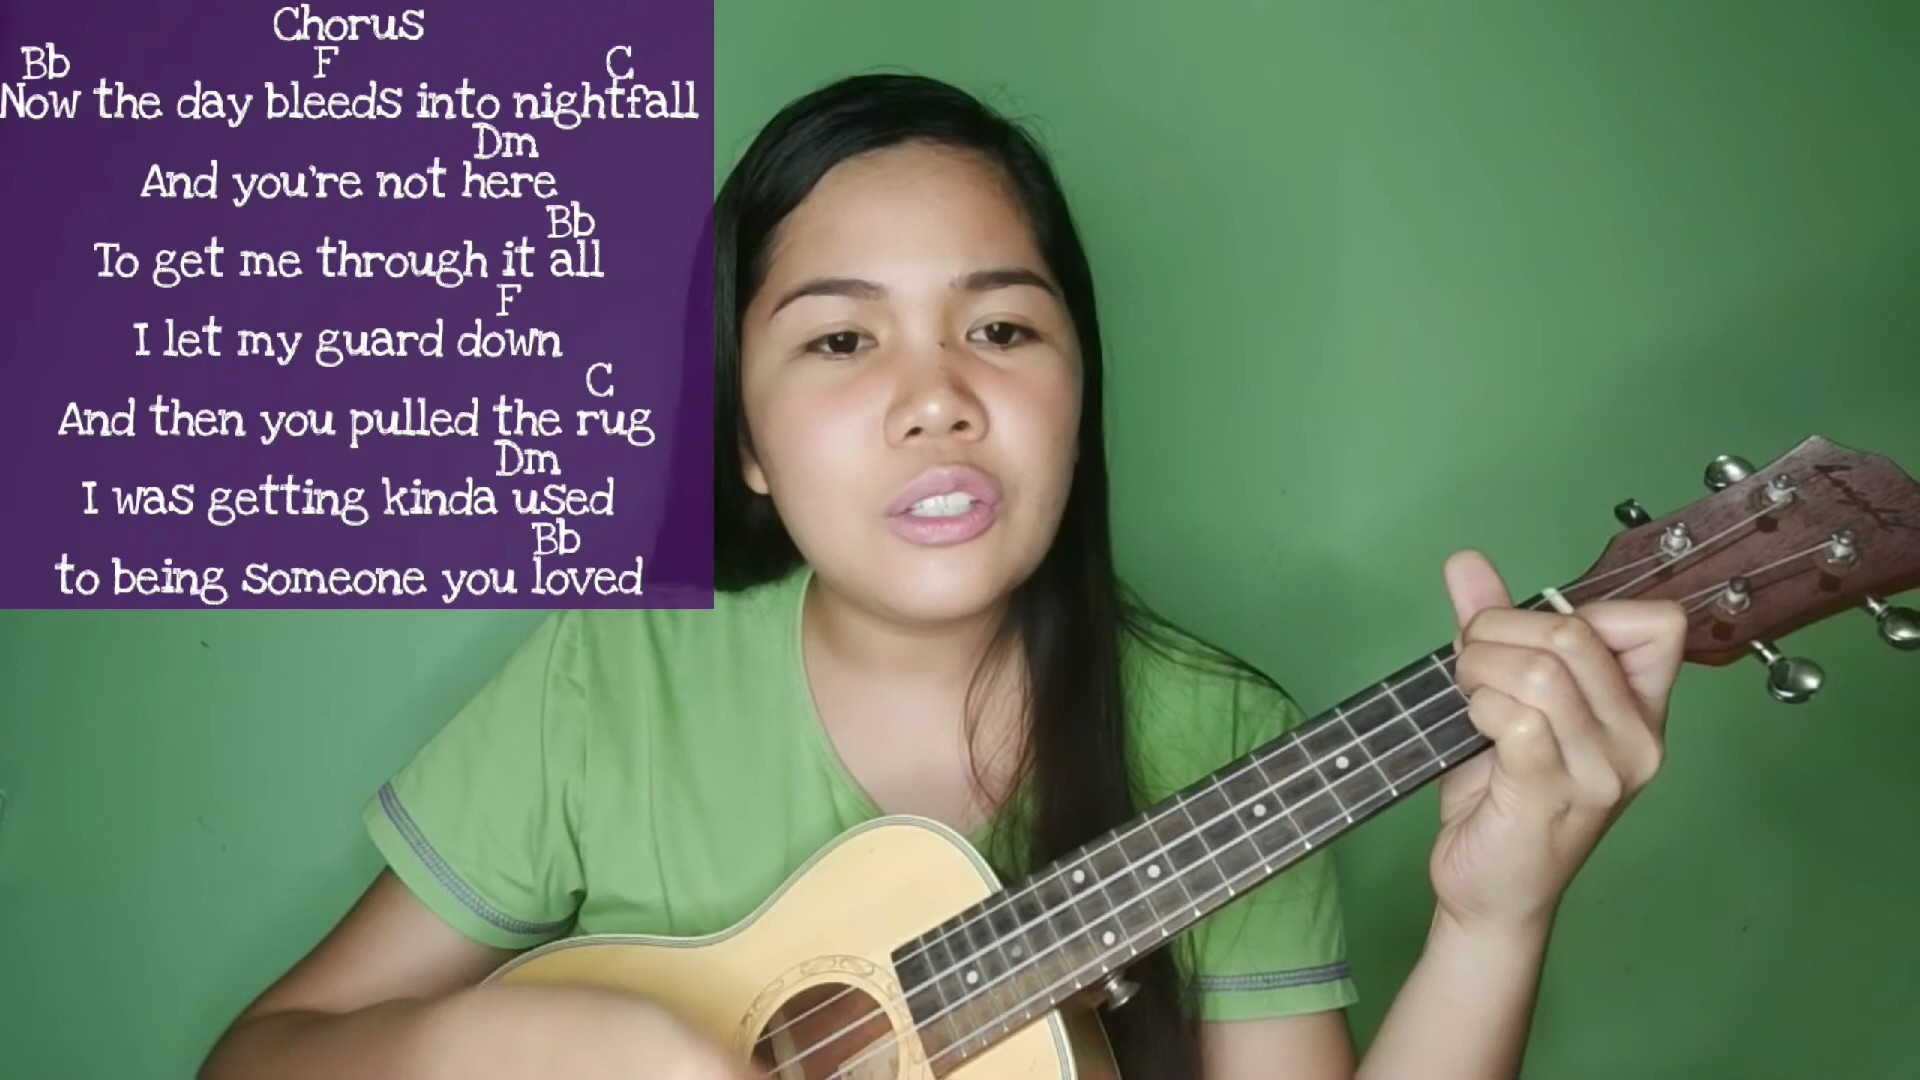 Chorus
Bb F C
Now the day bleeds into nightfall
Dm
And you're not here
Bb
To get me through it all
F
I let my guard down
C
And then you pulled the rug
Dm
I was getting kinda used
Bb
to being someone you loved